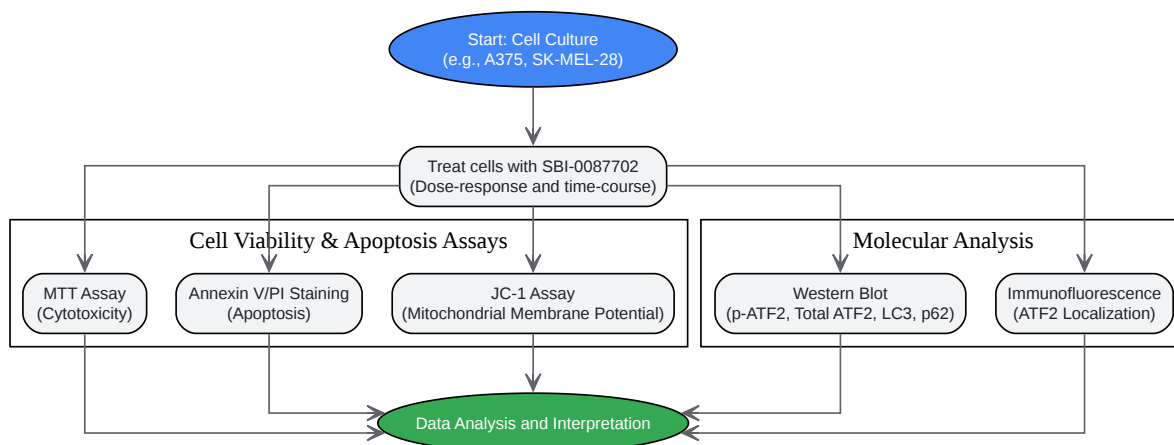 Start: Cell Culture
(e.g., A375, SK-MEL-28)
Treat cells with SBI-0087702
(Dose-response and time-course)
Cell Viability & Apoptosis Assays
MTT Assay
(Cytotoxicity)
Annexin V/PI Staining
(Apoptosis)
JC-1 Assay
(Mitochondrial Membrane Potential)
Molecular Analysis
Western Blot
(p-ATF2, Total ATF2, LC3, p62)
Immunofluorescence
(ATF2 Localization)
Data Analysis and Interpretation